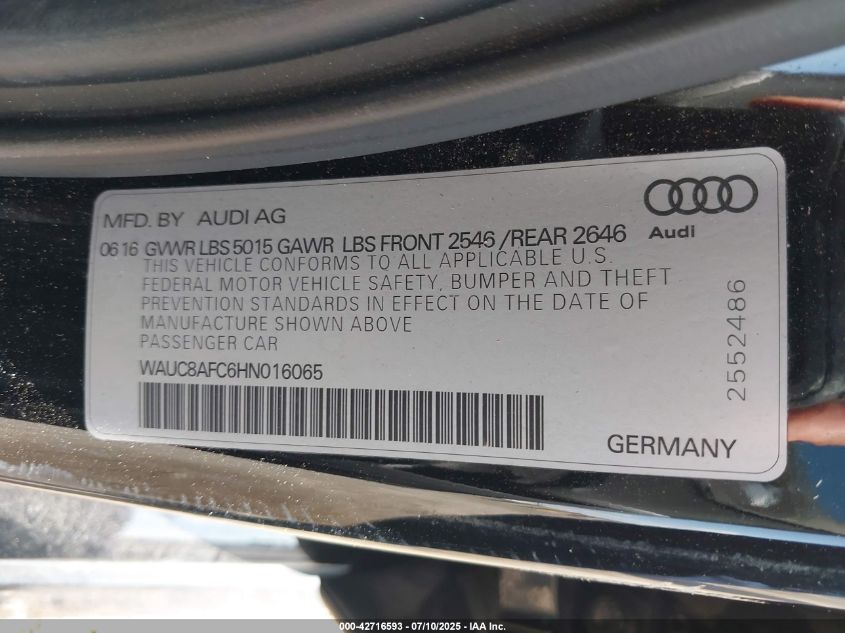 MFD. BY AUDI AG
Audi
0616 GVWR LBS 5015 GAWR LBS FRONT 2546 /REAR 2646
THIS VEHICLE CONFORMS TO ALL APPLICABLE U.S.
FEDERAL MOTOR VEHICLE SAFETY, BUMPER AND THEFT
PREVENTION STANDARDS IN EFFECT ON THE DATE OF
MANUFACTURE SHOWN ABOVE
PASSENGER CAR
WAUC8AFC6HN016065
2552486
GERMANY
000-42716593 - 07/10/2025 - IAA Inc.